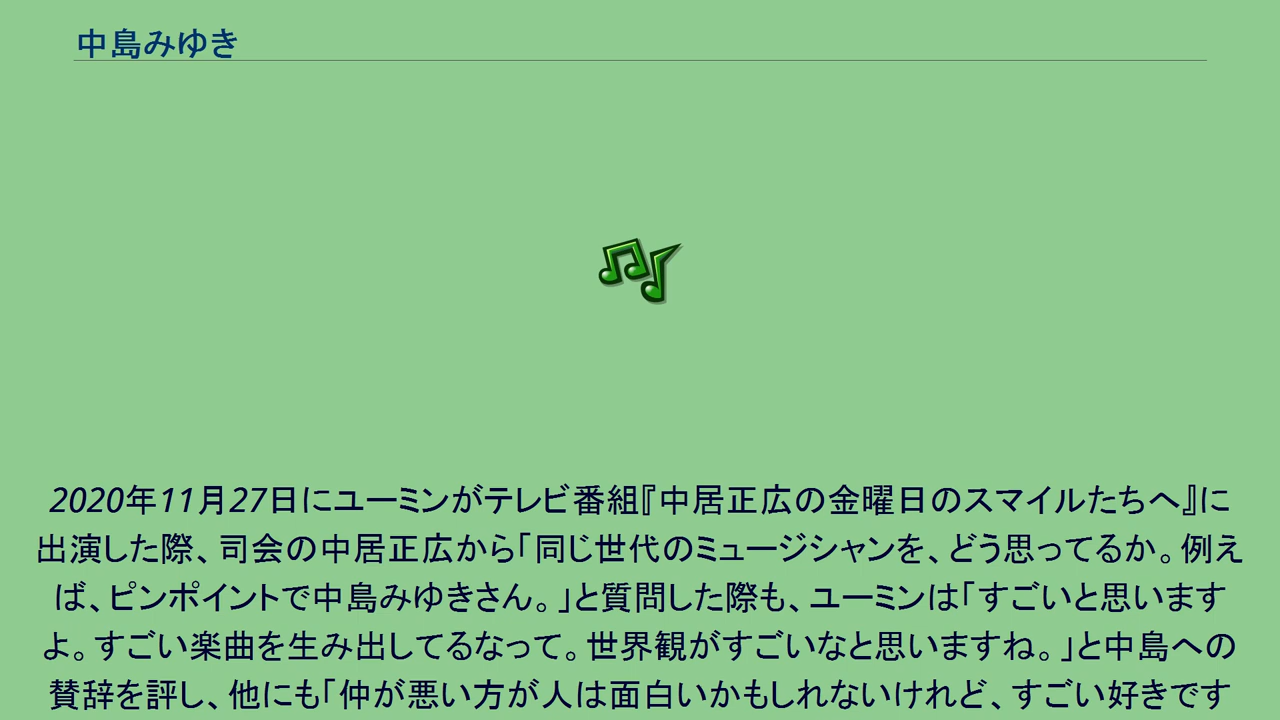 中島みゆき
2020年11月27日にユーミンがテレビ番組『中居正広の金曜日のスマイルたちへ』に
出演した際、司会の中居正広から「同じ世代のミュージシャンを、どう思ってるか。例え
ば、ピンポイントで中島みゆきさん。」と質問した際も、ユーミンは「すごいと思います
よ。すごい楽曲を生み出してるなって。世界観がすごいなと思いますね。」と中島への
賛辞を評し、他にも「仲が悪い方が人は面白いかもしれないけれど、すごい好きです